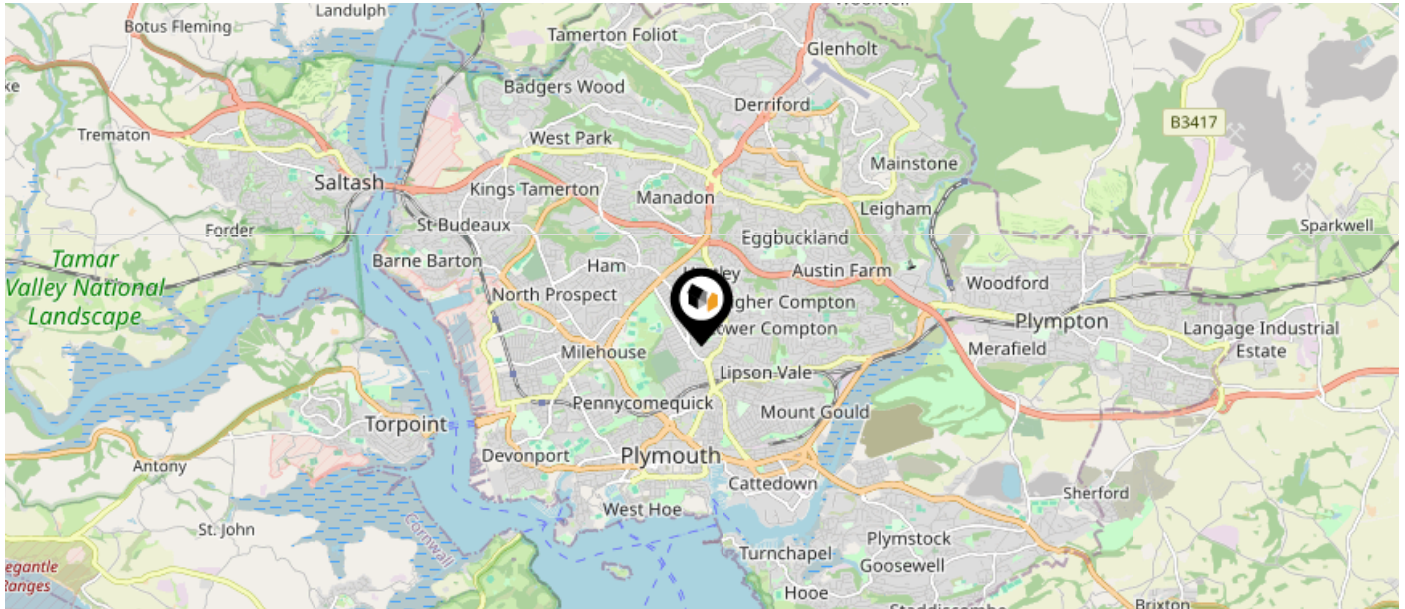 Landulph
Botus Fleming
Tamerton Foliot
Glenholt
Badgers Wood
Derriford
B3417
Trematon
West Park
Mainstone
Saltash
Kings Tamerton
Manadon
Leigham
Forder
St Budeaux
Sparkwell
Eggbuckland
Tamar
Valley National
Landscape
Barne Barton
Ham
Austin Farm
North Prospect
Woodford
Compton
Compton
Plympton
Langage Industrial
Estate
Milehouse
Merafield
Lipson Vale
Pennycomequick
Mount Gould
Torpoint
Devonport
Plymouth
Antony
Cattedown
Sherford
West Hoe
St. John
Cornwall
Plymstock
Turnchapel
Goosewell
Hooe
Ranges
Brixton